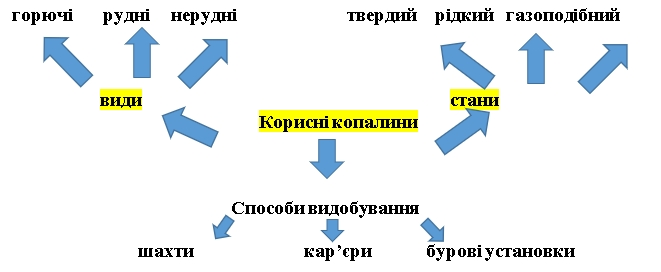 горючі рудні нерудні твердий рідкий газоподібний
види стани
Корисні копалини
Способи видобування
шахти кар’єри бурові установки